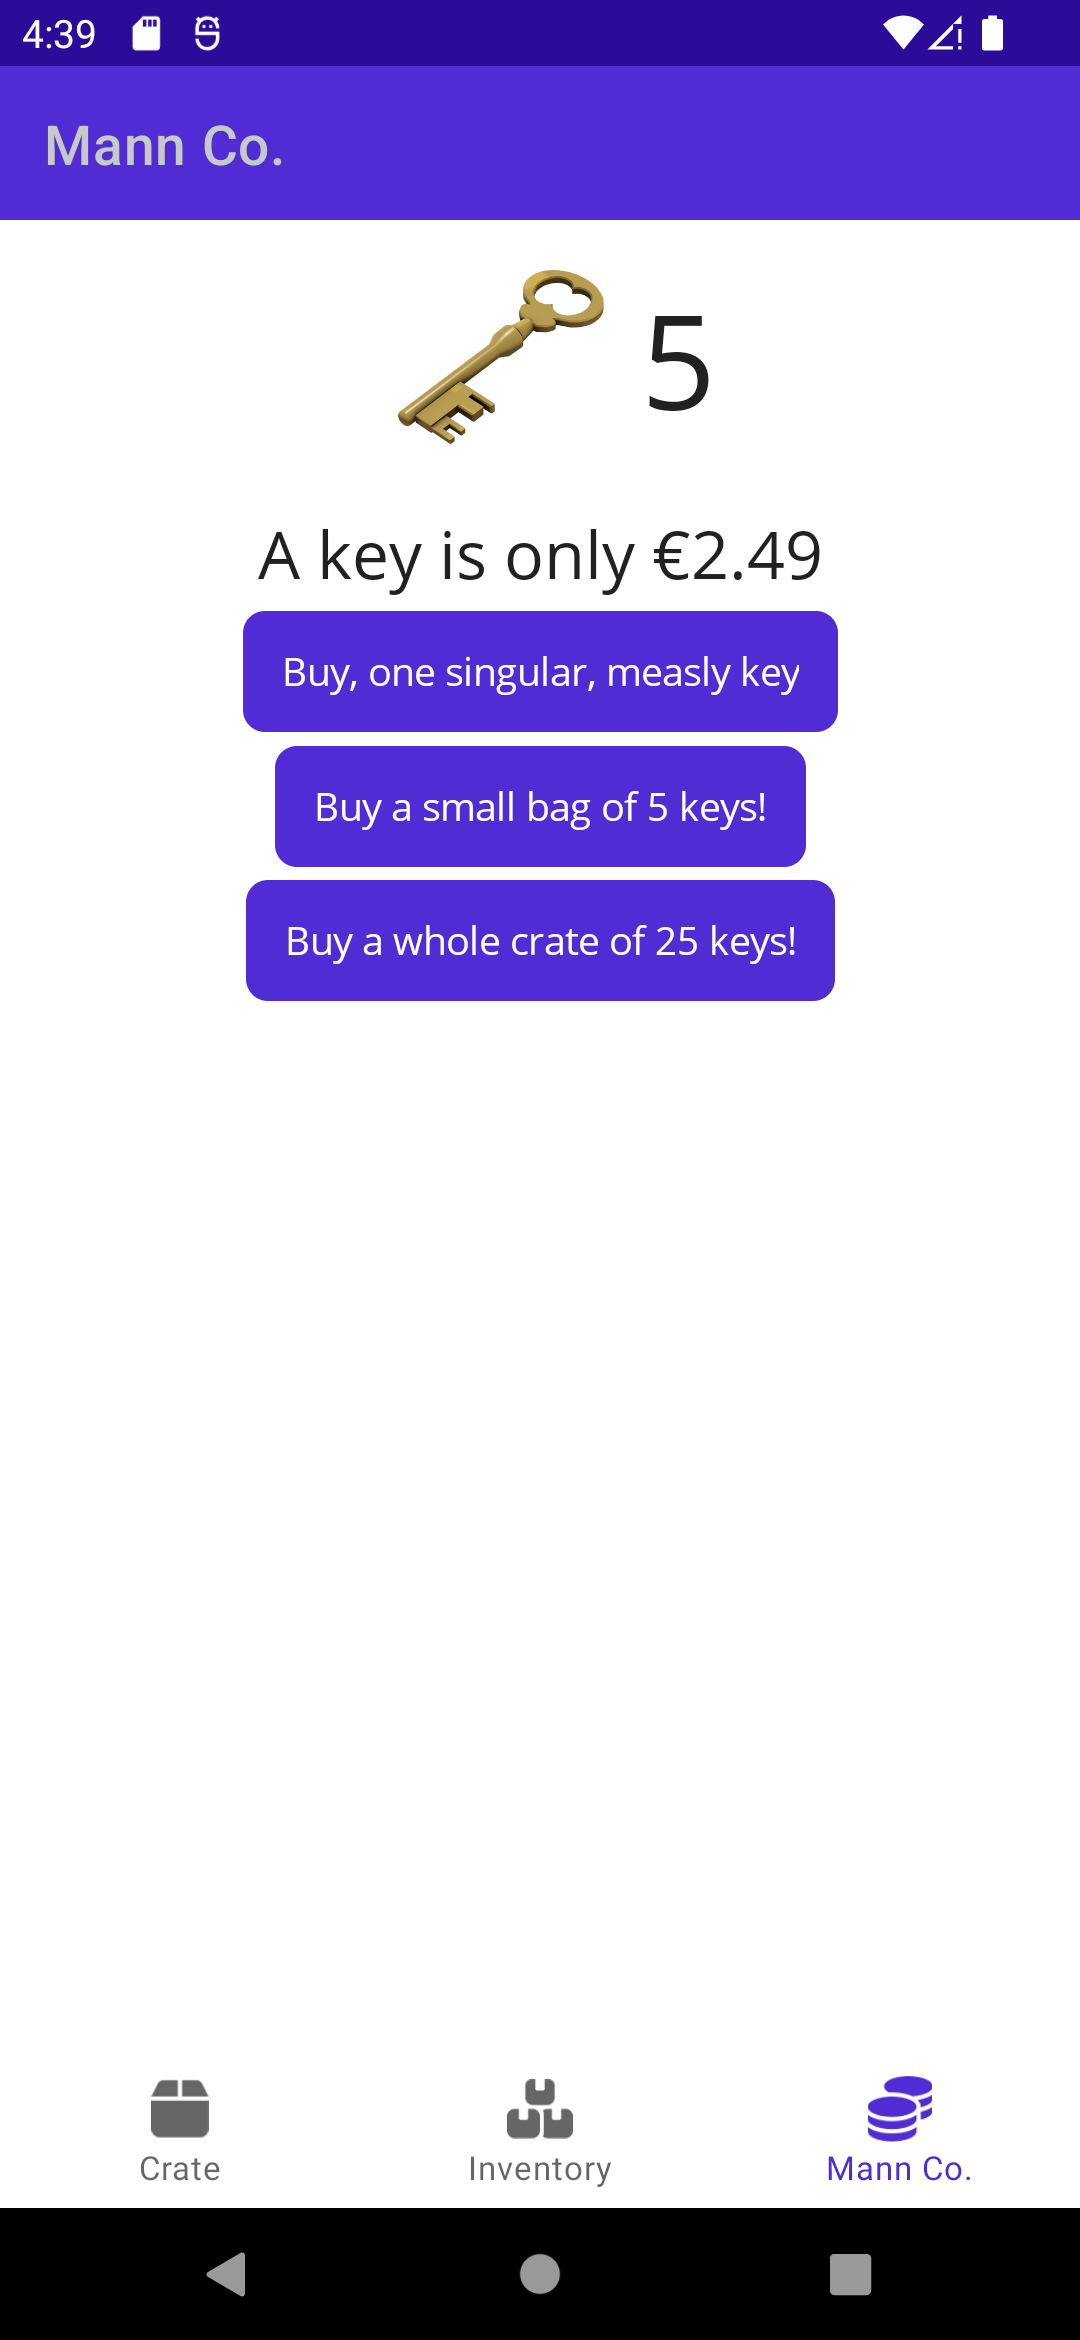 4:39
Mann Co.
5
A key is only €2.49
Buy, one singular, measly key
Buy a small bag of 5 keys!
Buy a whole crate of 25 keys!
Crate
Inventory
Mann Co.